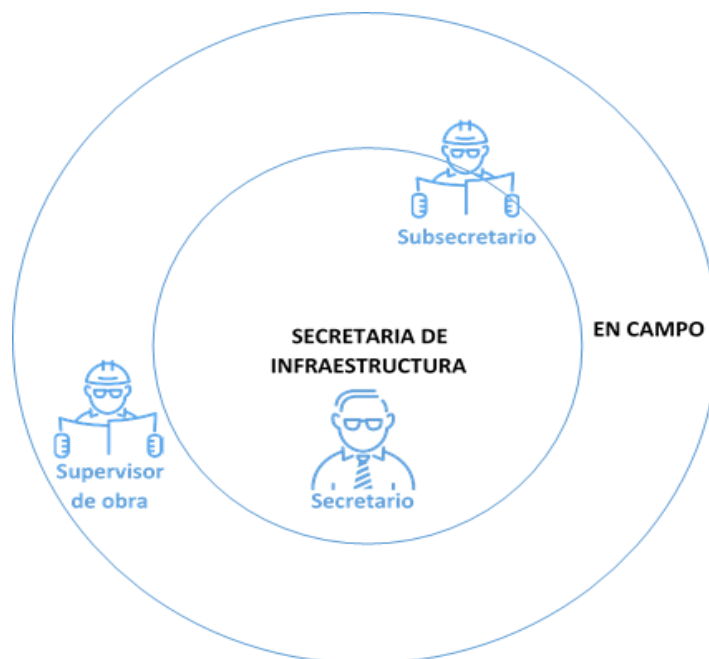 Subsecretario
EN CAMPO
SECRETARIA DE
INFRAESTRUCTURA
Supervisor
de obra
Secretario